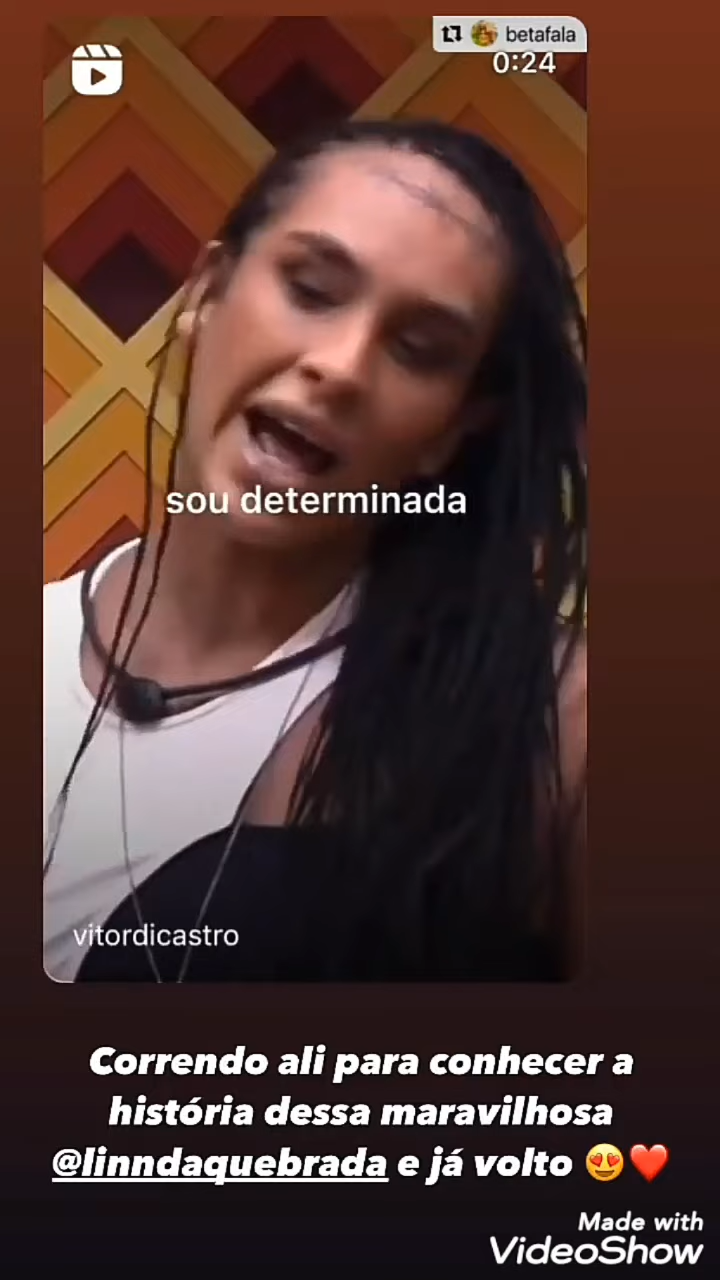 betafala
0:24
sou determinada
vitordicastro
Correndo ali para conhecer a
história dessa maravilhosa
@linndaquebrada e já volto 😍❤️
Made with
VideoShow